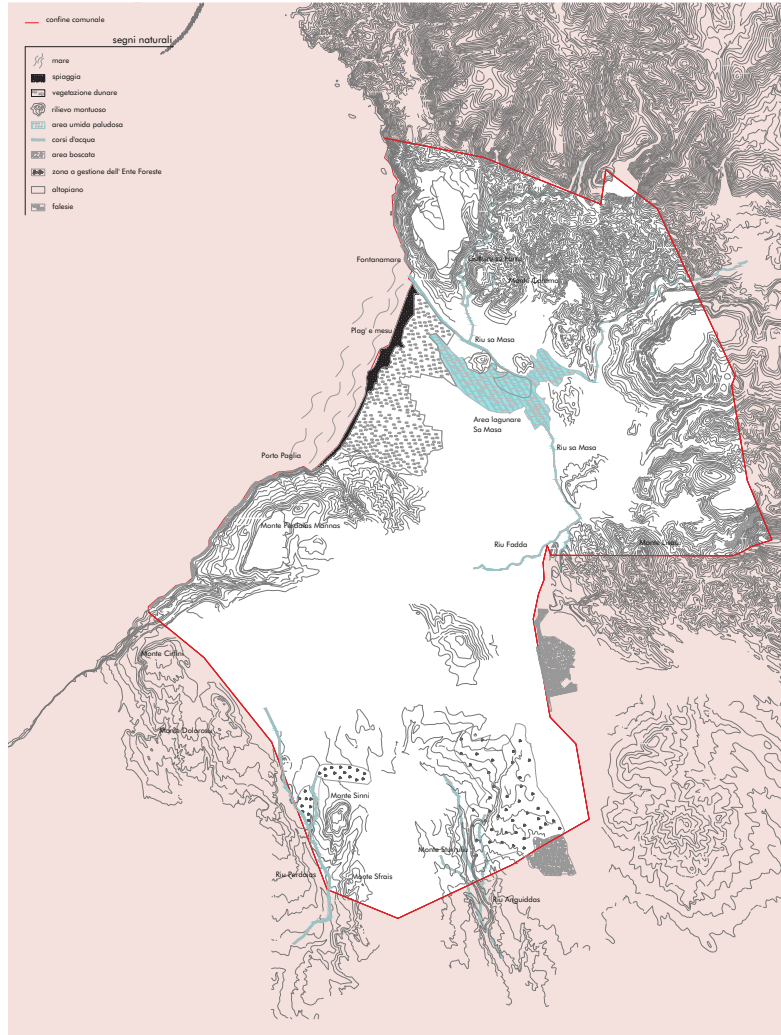 confine comunale
segni naturali
mare
spiaggia
vegetazione dunare
rilievo montuoso
area umida paludosa
corsi d'acqua
area boscata
zona a gestione dell' Ente Foreste
altopiano
falesie
Fontanamare
Plag' e mesu
Riu sa Masa
Area lagunare
Sa Masa
Riu sa Masa
Porto Paglia
Monte Perdaias Mannas
Riu Fadda
Monte Ciffini
Monte Sinni
Riu Perdaias
Monte Sfrais
Riu Anguiddas